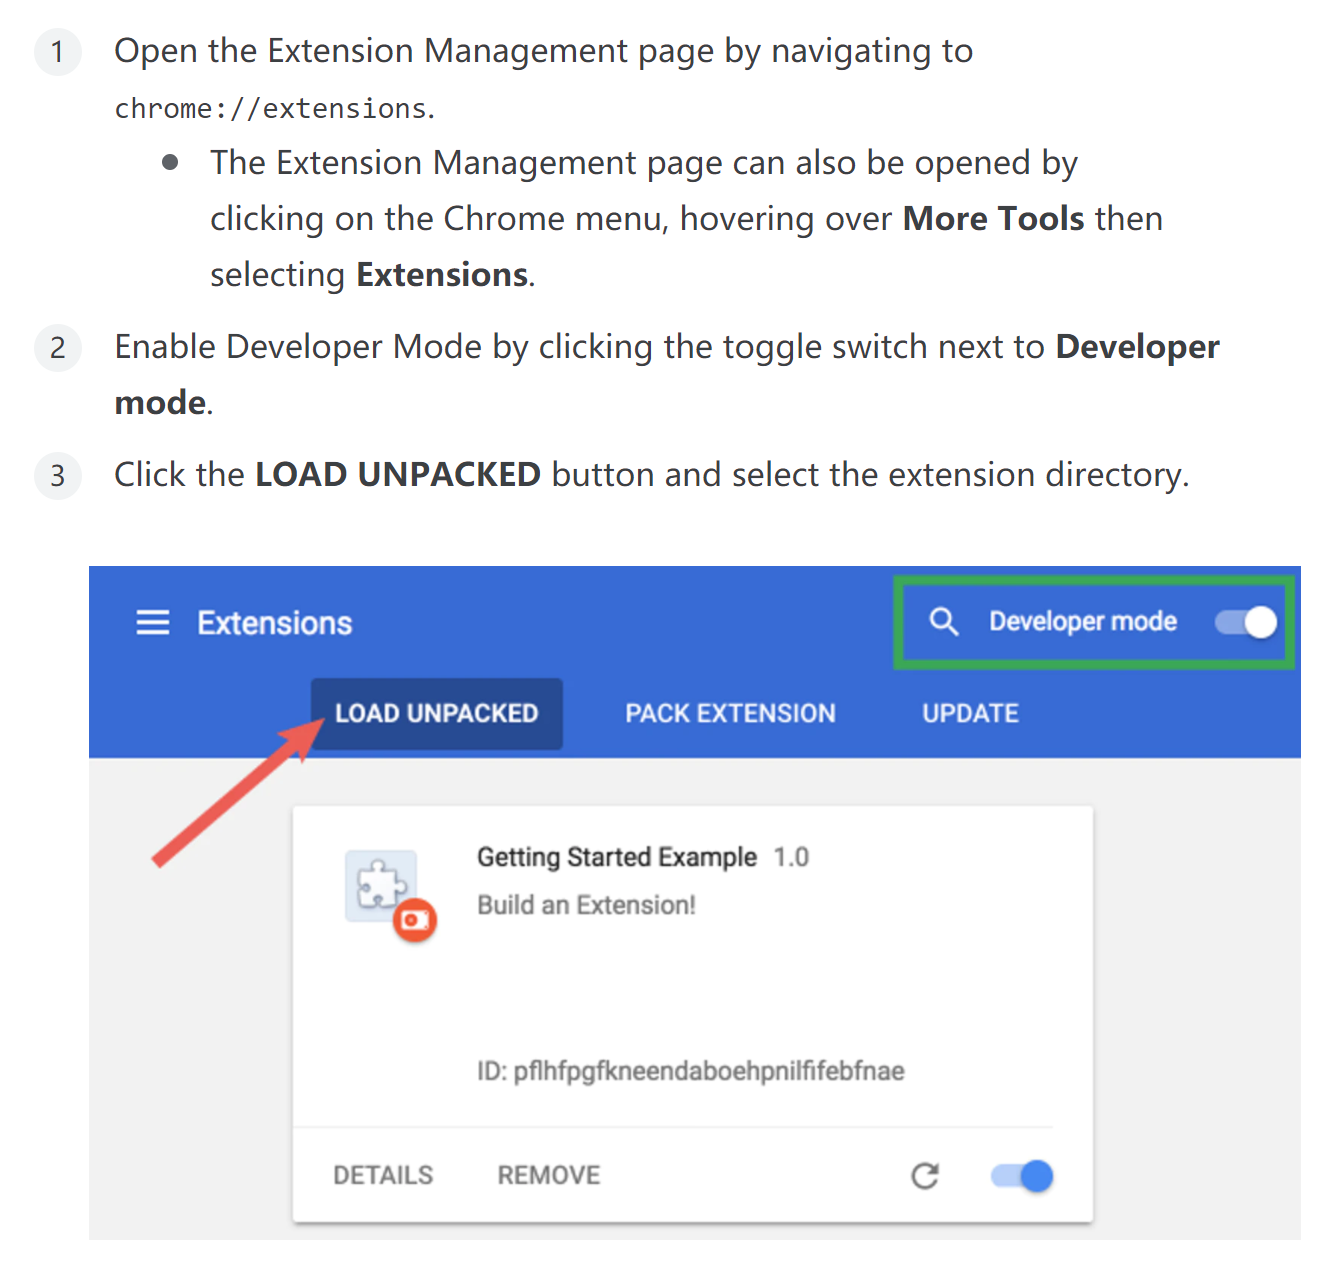 1 Open the Extension Management page by navigating to
chrome://extensions.
● The Extension Management page can also be opened by
clicking on the Chrome menu, hovering over More Tools then
selecting Extensions.
2 Enable Developer Mode by clicking the toggle switch next to Developer
mode.
3 Click the LOAD UNPACKED button and select the extension directory.
Extensions Developer mode
LOAD UNPACKED PACK EXTENSION UPDATE
Getting Started Example 1.0
Build an Extension!
ID: pflhfpgfkneendaboehpnilfifebfnae
DETAILS REMOVE